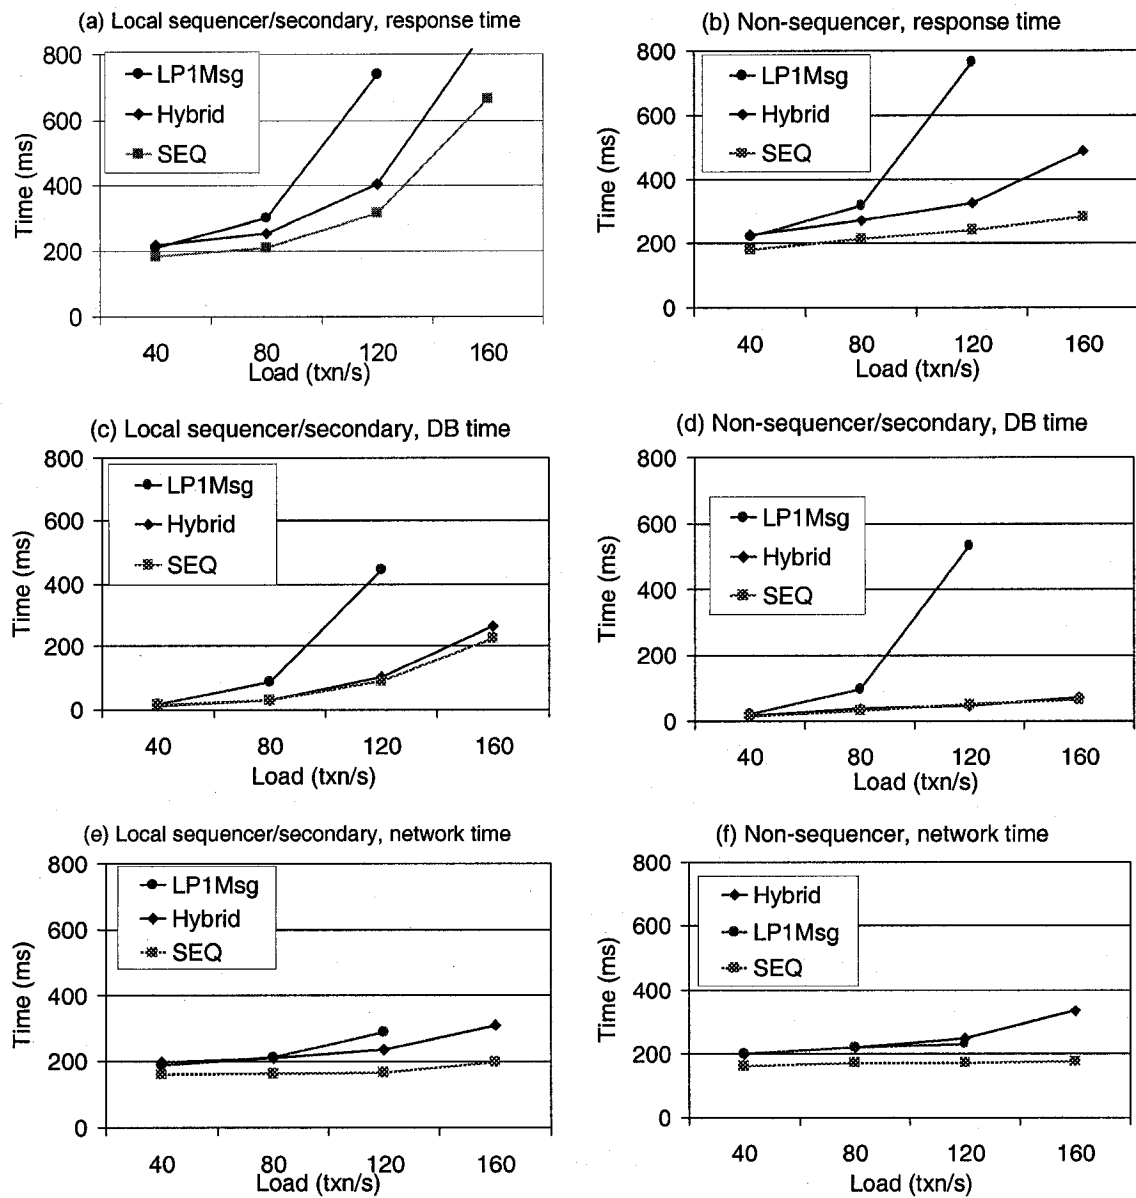 (a) Local sequencer/secondary, response time
800
600
400
200
0
Time (ms)
LP1Msg
Hybrid
SEQ
40 80 120 160
Load (txn/s)
(b) Non-sequencer, response time
800
600
400
200
0
Time (ms)
LP1Msg
Hybrid
SEQ
40 80 120 160
Load (txn/s)
(c) Local sequencer/secondary, DB time
800
600
400
200
0
Time (ms)
LP1Msg
Hybrid
SEQ
40 80 120 160
Load (txn/s)
(d) Non-sequencer/secondary, DB time
800
600
400
200
0
Time (ms)
LP1Msg
Hybrid
SEQ
40 80 120 160
Load (txn/s)
(e) Local sequencer/secondary, network time
800
600
400
200
0
Time (ms)
LP1Msg
Hybrid
SEQ
40 80 120 160
Load (txn/s)
(f) Non-sequencer, network time
800
600
400
200
0
Time (ms)
Hybrid
LP1Msg
SEQ
40 80 120 160
Load (txn/s)